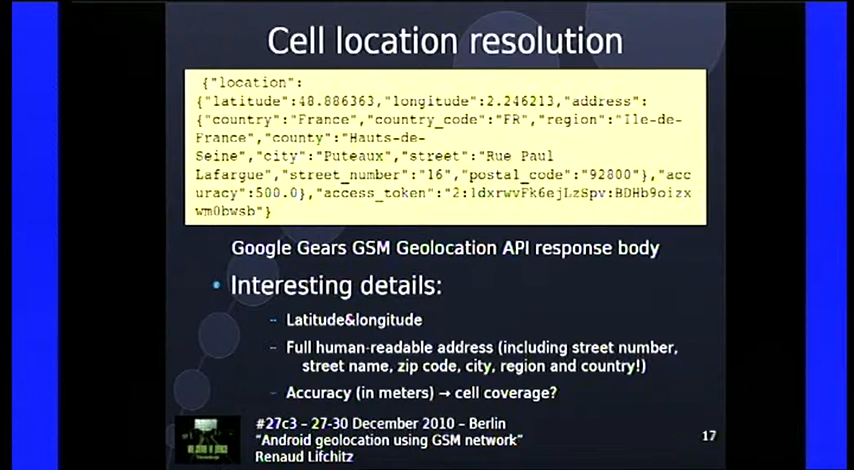 Cell location resolution
{"location":
{"latitude":48.886363,"longitude":2.246213,"address":
{"country":"France","country_code":"FR","region":"Ile-de-
France","county":"Hauts-de-
Seine","city":"Puteaux","street":"Rue Paul
Lafargue","street_number":"16","postal_code":"92800"},"acc
uracy":500.0},"access_token":"2:ldxrwvFk6ejLzSpv:BDHb9oizx
wm0bwsb"}
Google Gears GSM Geolocation API response body
• Interesting details:
– Latitude&longitude
– Full human-readable address (including street number,
street name, zip code, city, region and country!)
– Accuracy (in meters) → cell coverage?
#27c3 – 27-30 December 2010 – Berlin
"Android geolocation using GSM network"
Renaud Lifchitz
17